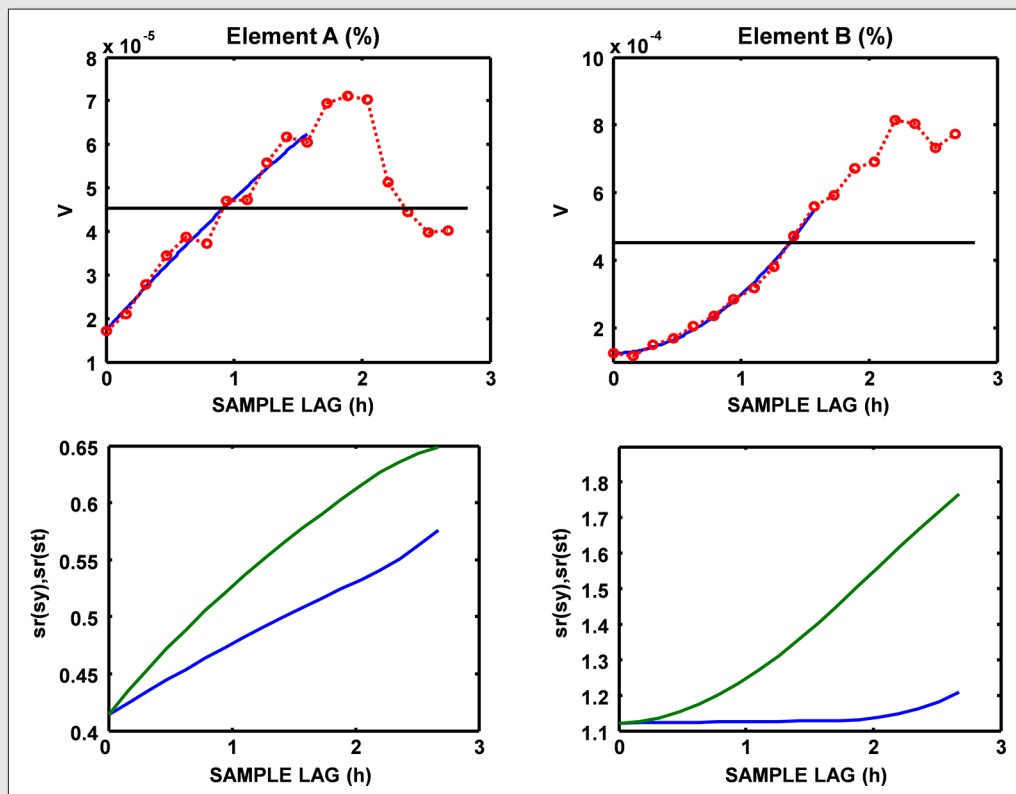 Element A (%)
x 10⁻⁵
8
7
6
5
4
3
2
1
V
0 1 2 3
SAMPLE LAG (h)
Element B (%)
10 x 10⁻⁴
8
6
4
2
V
0 1 2 3
SAMPLE LAG (h)
0.65
0.6
0.55
0.5
0.45
0.4
sr(sy),sr(st)
0 1 2 3
SAMPLE LAG (h)
1.8
1.7
1.6
1.5
1.4
1.3
1.2
1.1
sr(sy),sr(st)
0 1 2 3
SAMPLE LAG (h)